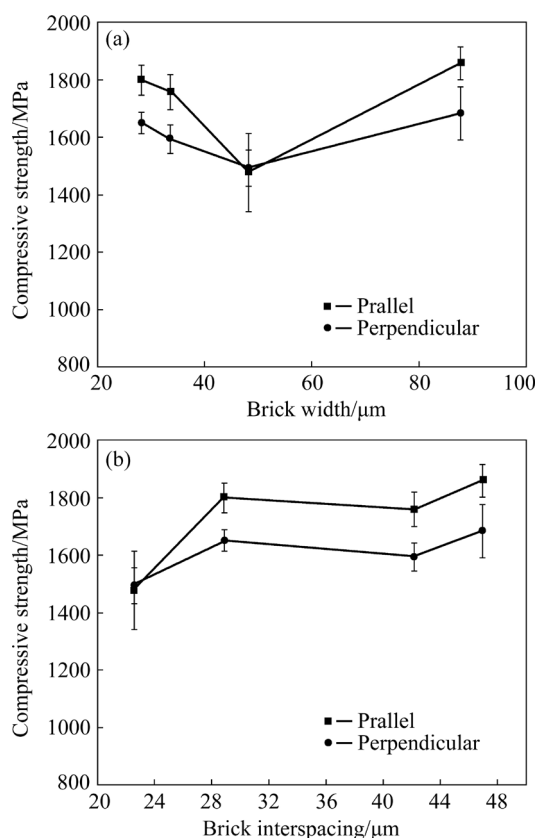 (a)
2000
1800
1600
1400
1200
1000
800
Compressive strength/MPa
Prallel
Perpendicular
20 40 60 80 100
Brick width/μm
(b)
2000
1800
1600
1400
1200
1000
800
Compressive strength/MPa
Prallel
Perpendicular
20 24 28 32 36 40 44 48
Brick interspacing/μm